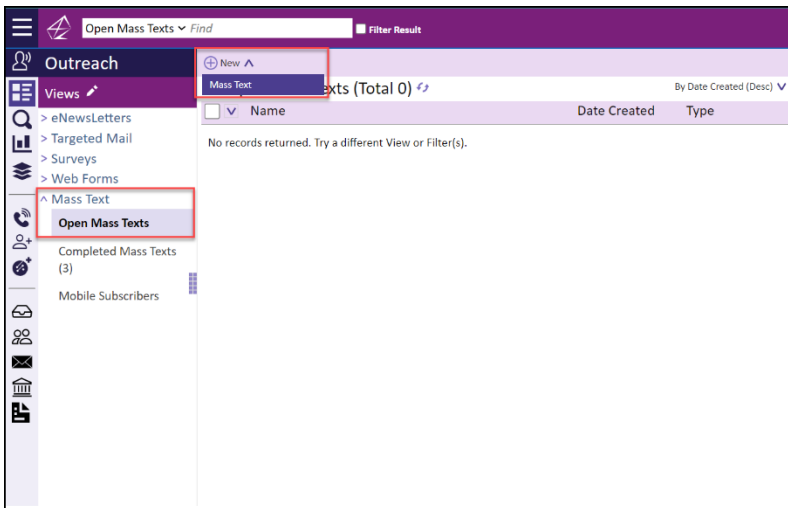 Open Mass Texts Find Filter Result
Outreach
New
Views
Mass Text
exts (Total 0)
By Date Created (Desc)
Name Date Created Type
No records returned. Try a different View or Filter(s).
eNewsLetters
Targeted Mail
Surveys
Web Forms
Mass Text
Open Mass Texts
Completed Mass Texts
(3)
Mobile Subscribers